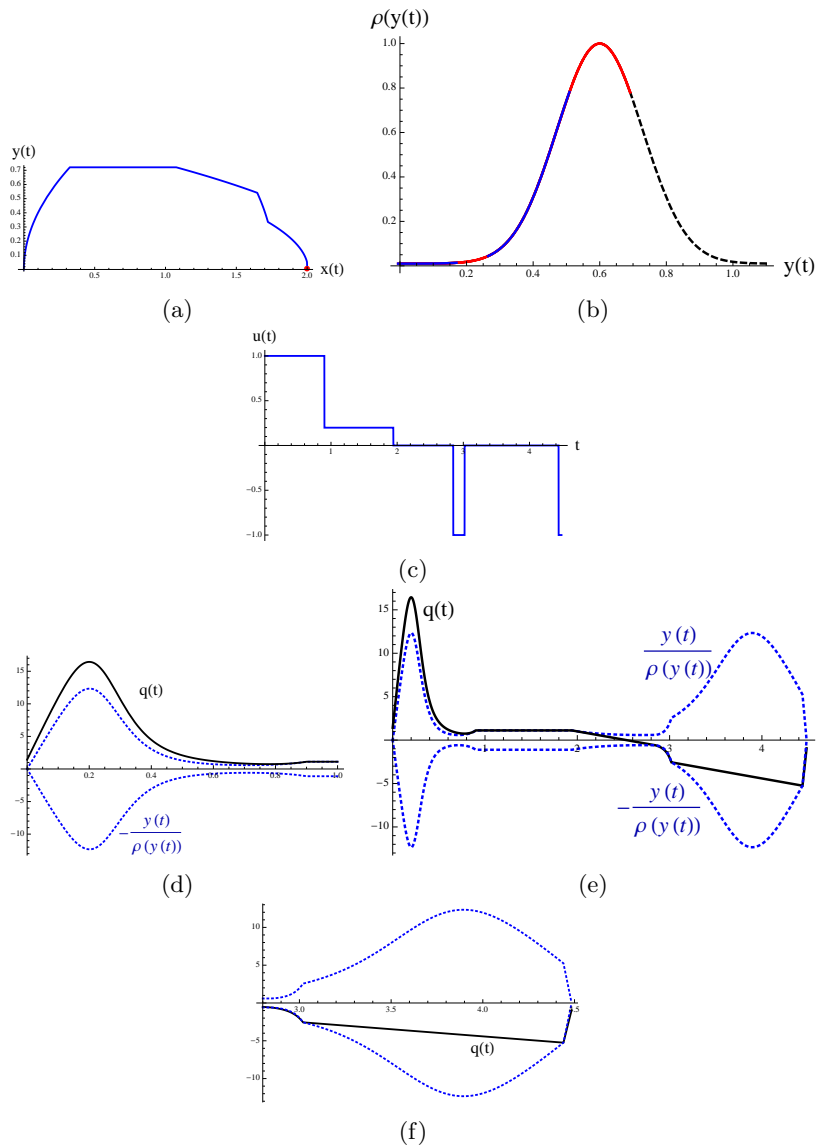 ρ(y(t))
1.0
0.8
0.6
0.4
0.2
0.2 0.4 0.6 0.8 1.0 y(t)
(b)
y(t)
0.7
0.6
0.5
0.4
0.3
0.2
0.1
0.5 1.0 1.5 2.0 x(t)
(a)
u(t)
1.0
0.5
-0.5
-1.0
1 2 3 4 t
(c)
15
10
5
-5
-10
0.2 0.4 0.6 0.8 1.0
q(t)
− y(t) / ρ(y(t))
(d)
15
10
5
-5
-10
1 2 3 4
q(t)
y(t) / ρ(y(t))
− y(t) / ρ(y(t))
(e)
10
5
-5
-10
3.0 3.5 4.0 4.5
q(t)
(f)